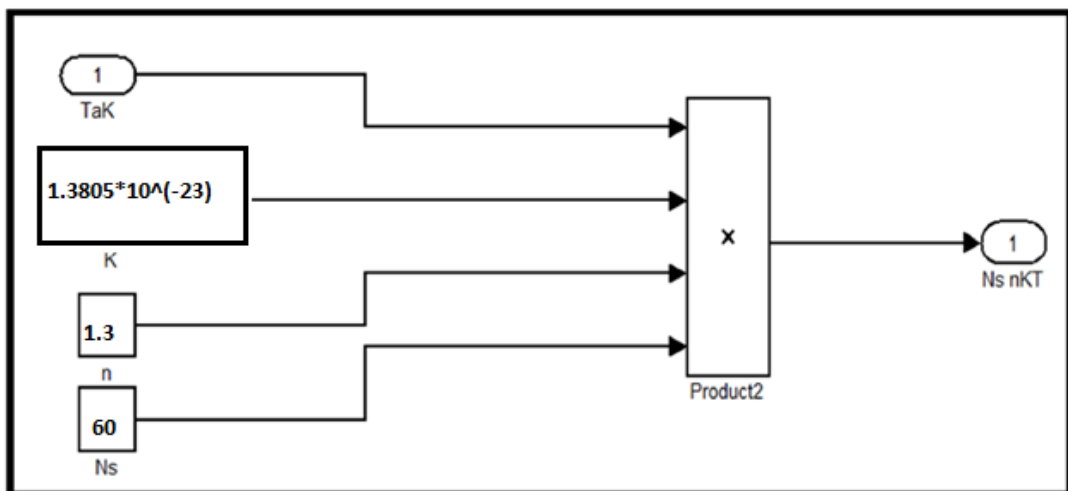 1
TaK
1.3805*10^(-23)
K
1.3
n
60
Ns
x
Product2
1
Ns nKT